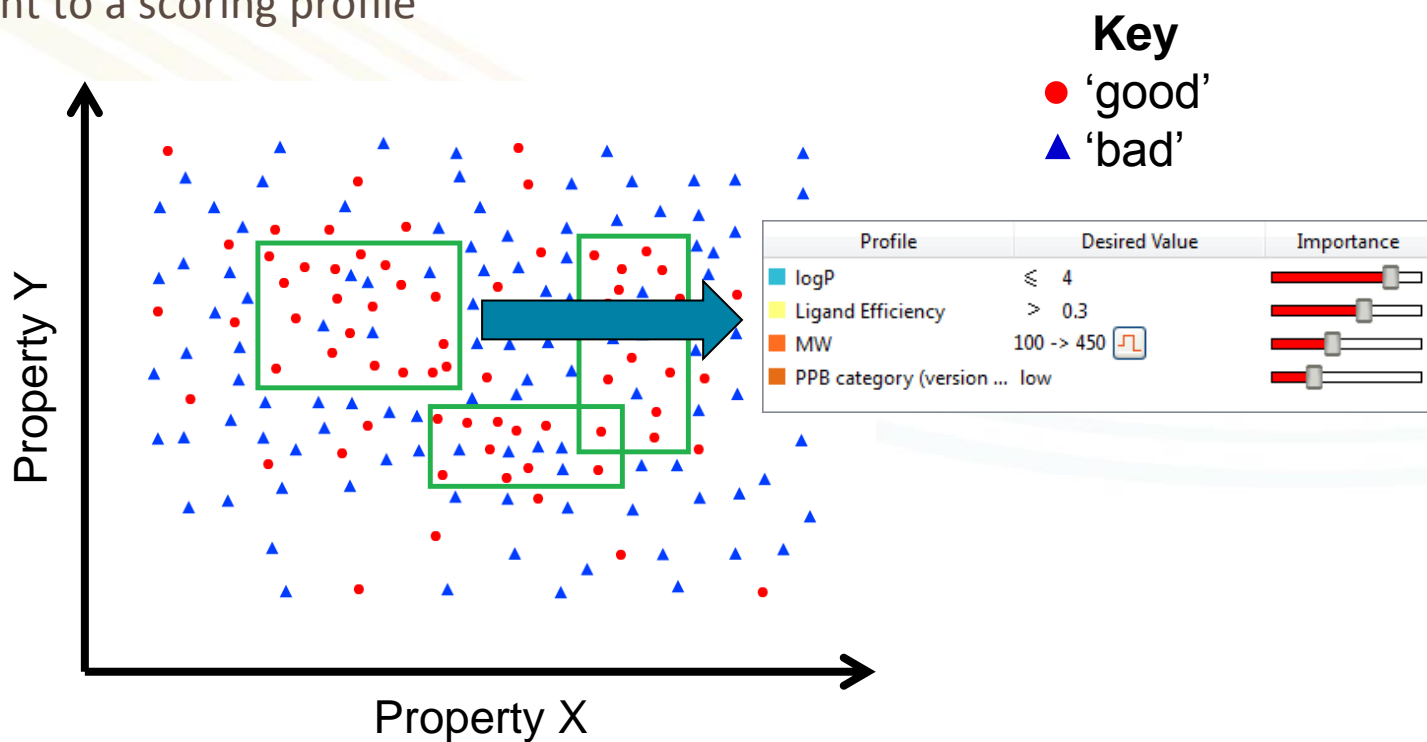 nt to a scoring profile
Key
‘good’
‘bad’
Profile Desired Value Importance
logP ≤ 4
Ligand Efficiency > 0.3
MW 100 -> 450
PPB category (version ... low
Property Y
Property X